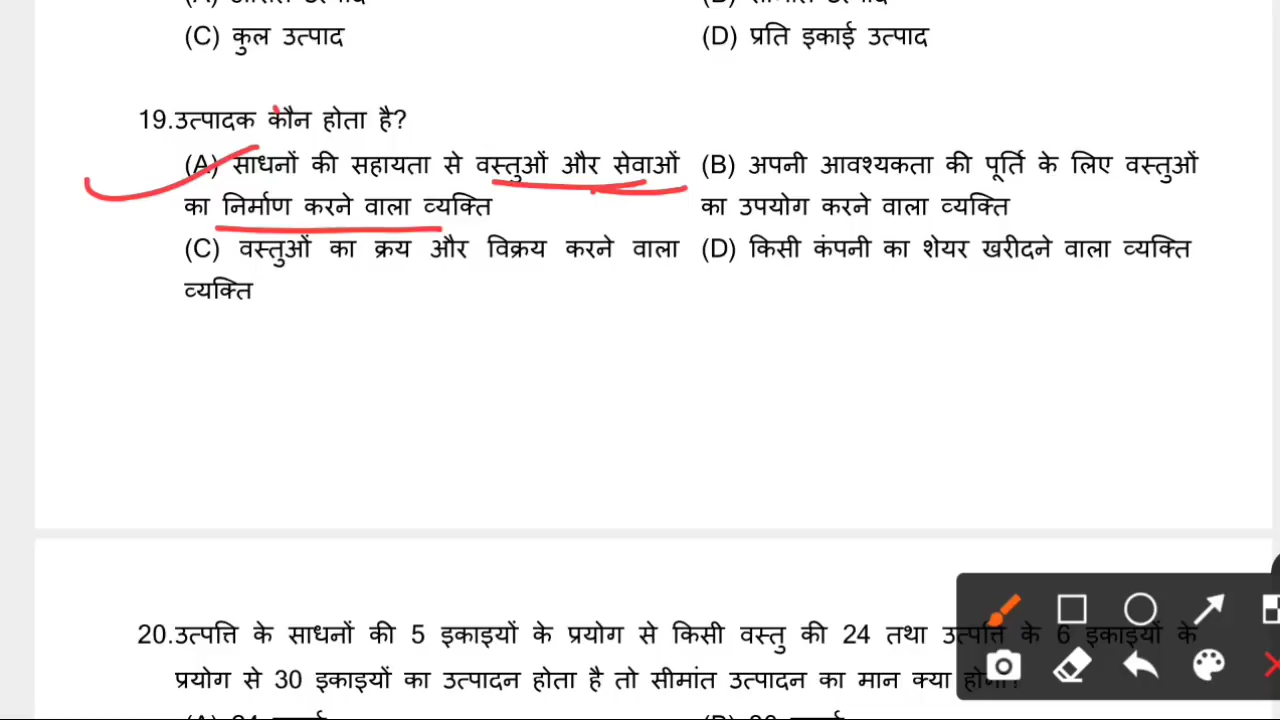 (C) कुल उत्पाद (D) प्रति इकाई उत्पाद
19.उत्पादक कौन होता है?
(A) साधनों की सहायता से वस्तुओं और सेवाओं (B) अपनी आवश्यकता की पूर्ति के लिए वस्तुओं
का निर्माण करने वाला व्यक्ति का उपयोग करने वाला व्यक्ति
(C) वस्तुओं का क्रय और विक्रय करने वाला (D) किसी कंपनी का शेयर खरीदने वाला व्यक्ति
व्यक्ति
20.उत्पत्ति के साधनों की 5 इकाइयों के प्रयोग से किसी वस्तु की 24 तथा उत्पत्ति के 6 इकाइयों के
प्रयोग से 30 इकाइयों का उत्पादन होता है तो सीमांत उत्पादन का मान क्या होगा?